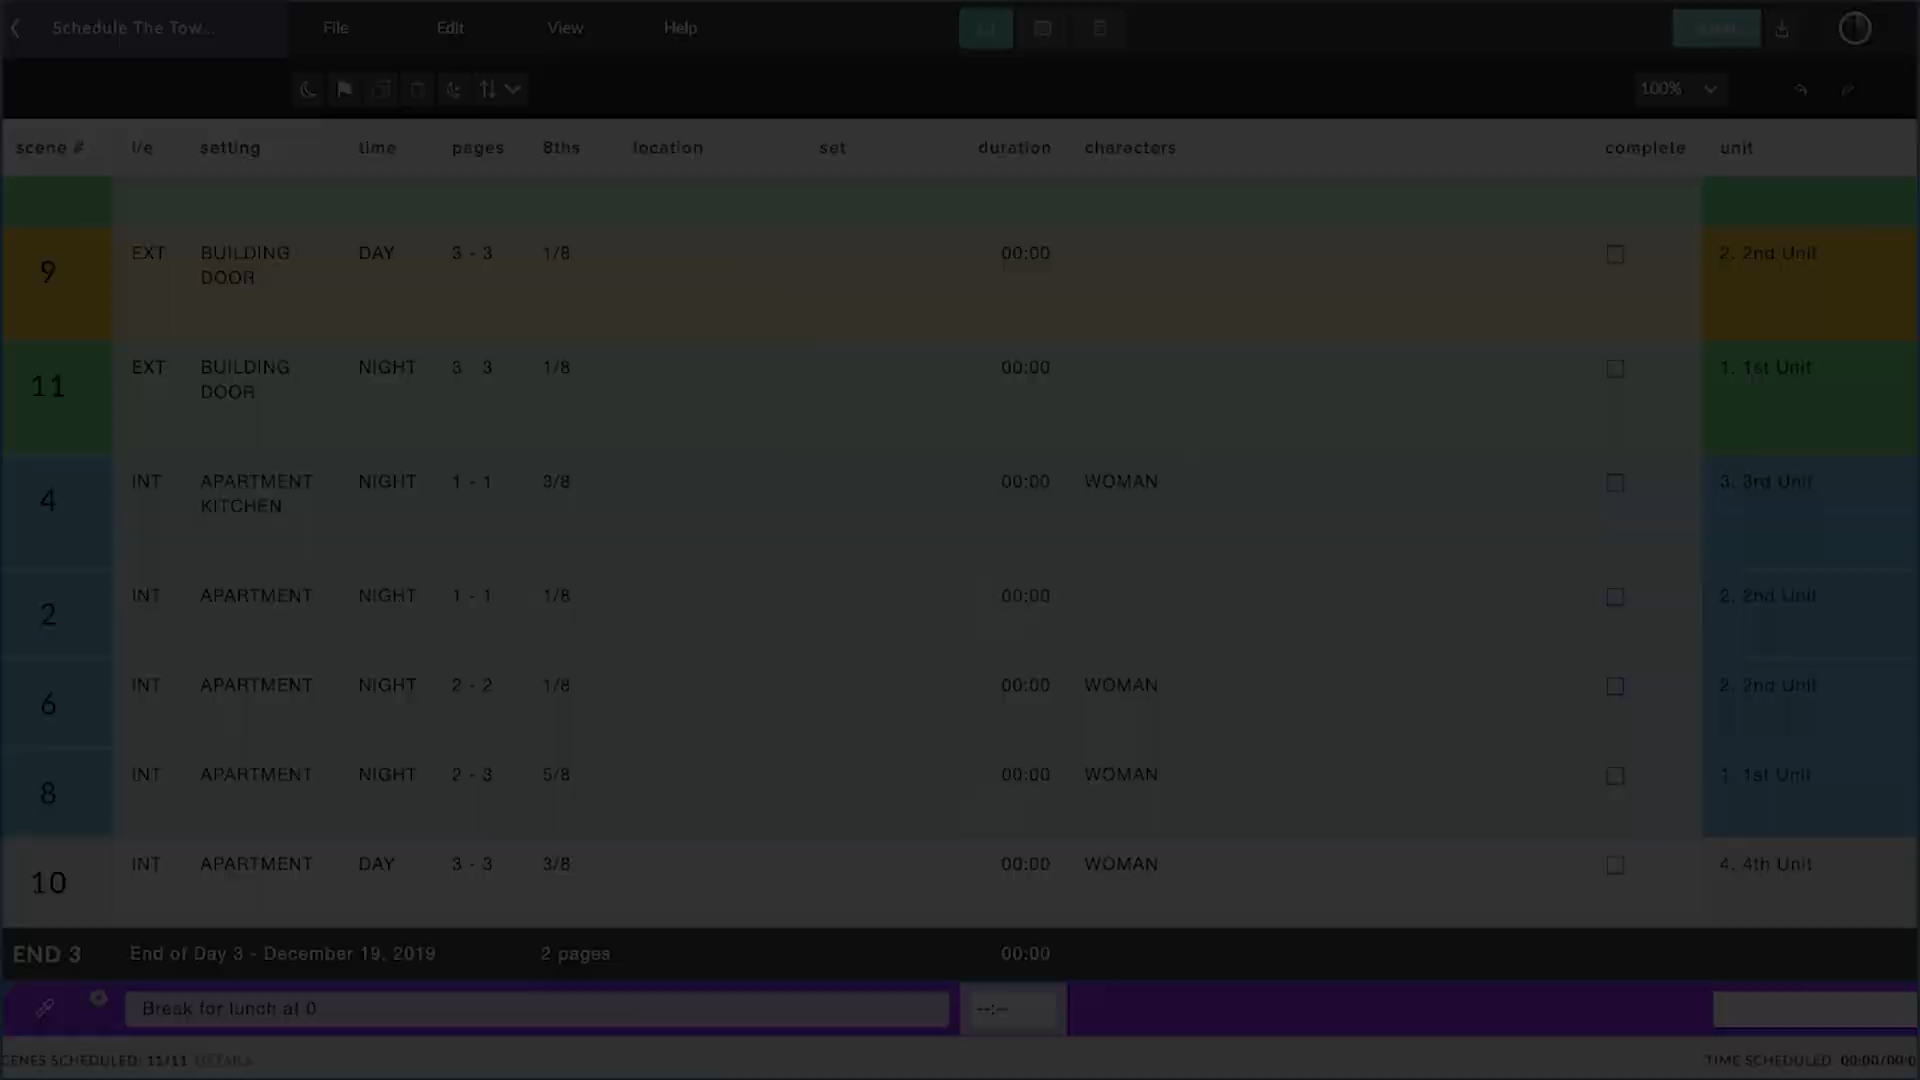 Schedule The Tow... File Edit View Help
100%
scene # i/e setting time pages 8ths location set duration characters complete unit
9 EXT BUILDING DOOR DAY 3 - 3 1/8 00:00 2. 2nd Unit
11 EXT BUILDING DOOR NIGHT 3 3 1/8 00:00 1. 1st Unit
4 INT APARTMENT KITCHEN NIGHT 1 - 1 3/8 00:00 WOMAN 3. 3rd Unit
2 INT APARTMENT NIGHT 1 - 1 1/8 00:00 2. 2nd Unit
6 INT APARTMENT NIGHT 2 - 2 1/8 00:00 WOMAN 2. 2nd Unit
8 INT APARTMENT NIGHT 2 - 3 5/8 00:00 WOMAN 1. 1st Unit
10 INT APARTMENT DAY 3 - 3 3/8 00:00 WOMAN 4. 4th Unit
END 3 End of Day 3 - December 19, 2019 2 pages 00:00
Break for lunch at 0 --:--
CENES SCHEDULED: 11/11 DETAILS TIME SCHEDULED 00:00/00:0